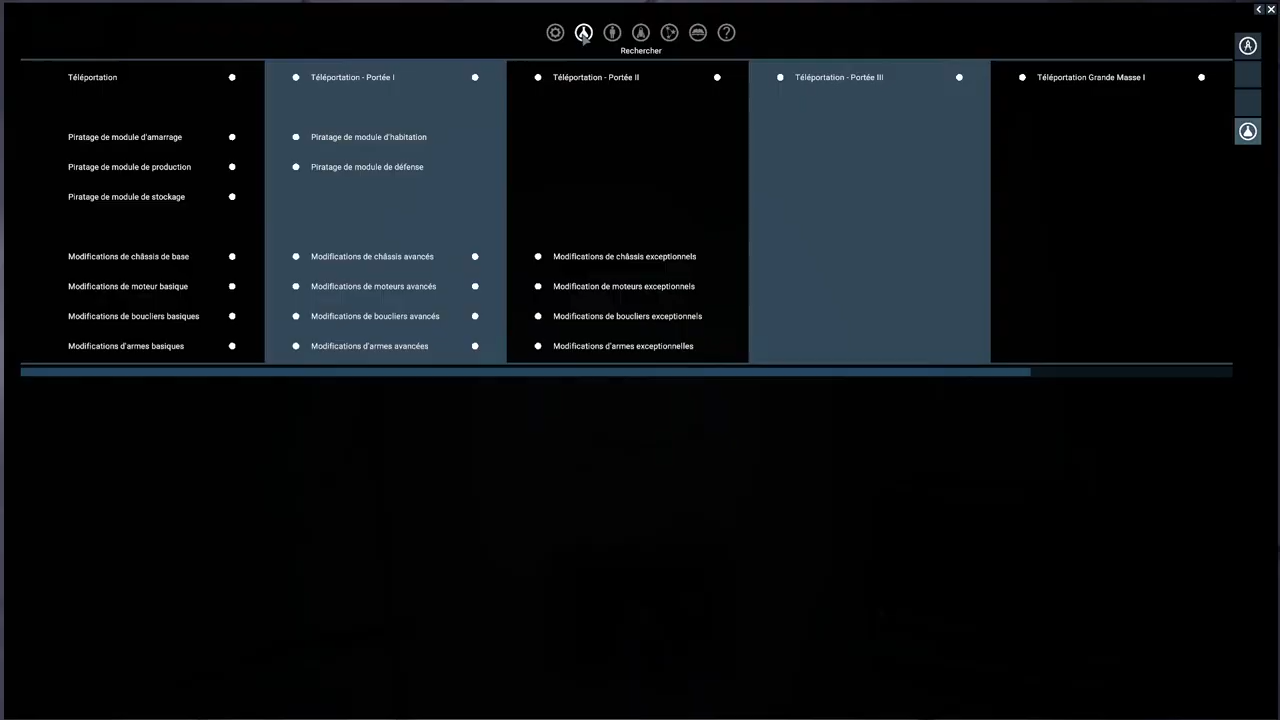 Rechercher
Téléportation
Téléportation - Portée I
Téléportation - Portée II
Téléportation - Portée III
Téléportation Grande Masse I
Piratage de module d'amarrage
Piratage de module d'habitation
Piratage de module de production
Piratage de module de défense
Piratage de module de stockage
Modifications de châssis de base
Modifications de châssis avancés
Modifications de châssis exceptionnels
Modifications de moteur basique
Modifications de moteurs avancés
Modification de moteurs exceptionnels
Modifications de boucliers basiques
Modifications de boucliers avancés
Modifications de boucliers exceptionnels
Modifications d'armes basiques
Modifications d'armes avancées
Modifications d'armes exceptionnelles